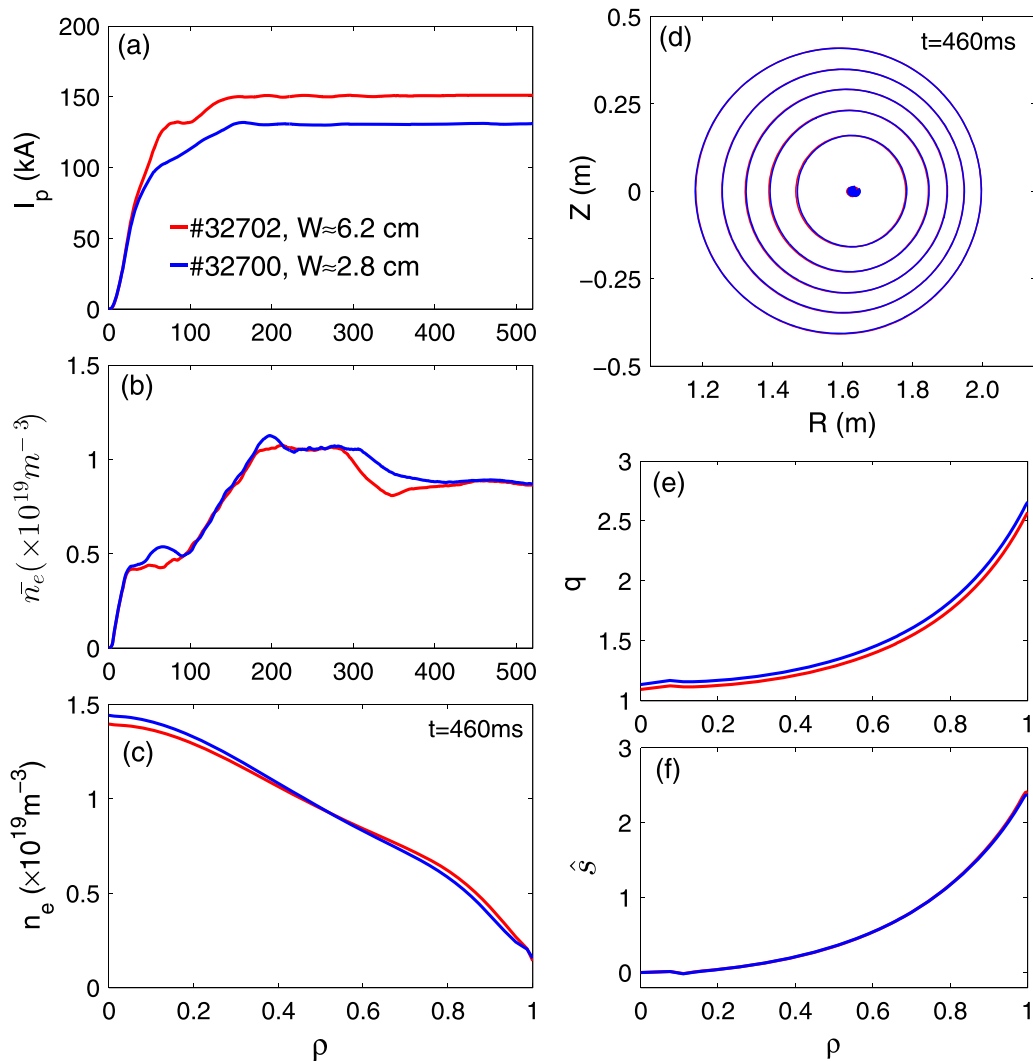 (a)
I_p (kA)
200
150
100
50
0
#32702, W≈6.2 cm
#32700, W≈2.8 cm
0 100 200 300 400 500
(b)
n̄_e(×10^19 m^−3)
1.5
1
0.5
0
0 100 200 300 400 500
(c)
t=460ms
n_e (×10^19 m^−3)
1.5
1
0.5
0
0 0.2 0.4 0.6 0.8 1
ρ
(d)
t=460ms
Z (m)
0.5
0.25
0
−0.25
−0.5
1.2 1.4 1.6 1.8 2.0
R (m)
(e)
q
3
2.5
2
1.5
1
0 0.2 0.4 0.6 0.8 1
(f)
ŝ
3
2
1
0
0 0.2 0.4 0.6 0.8 1
ρ